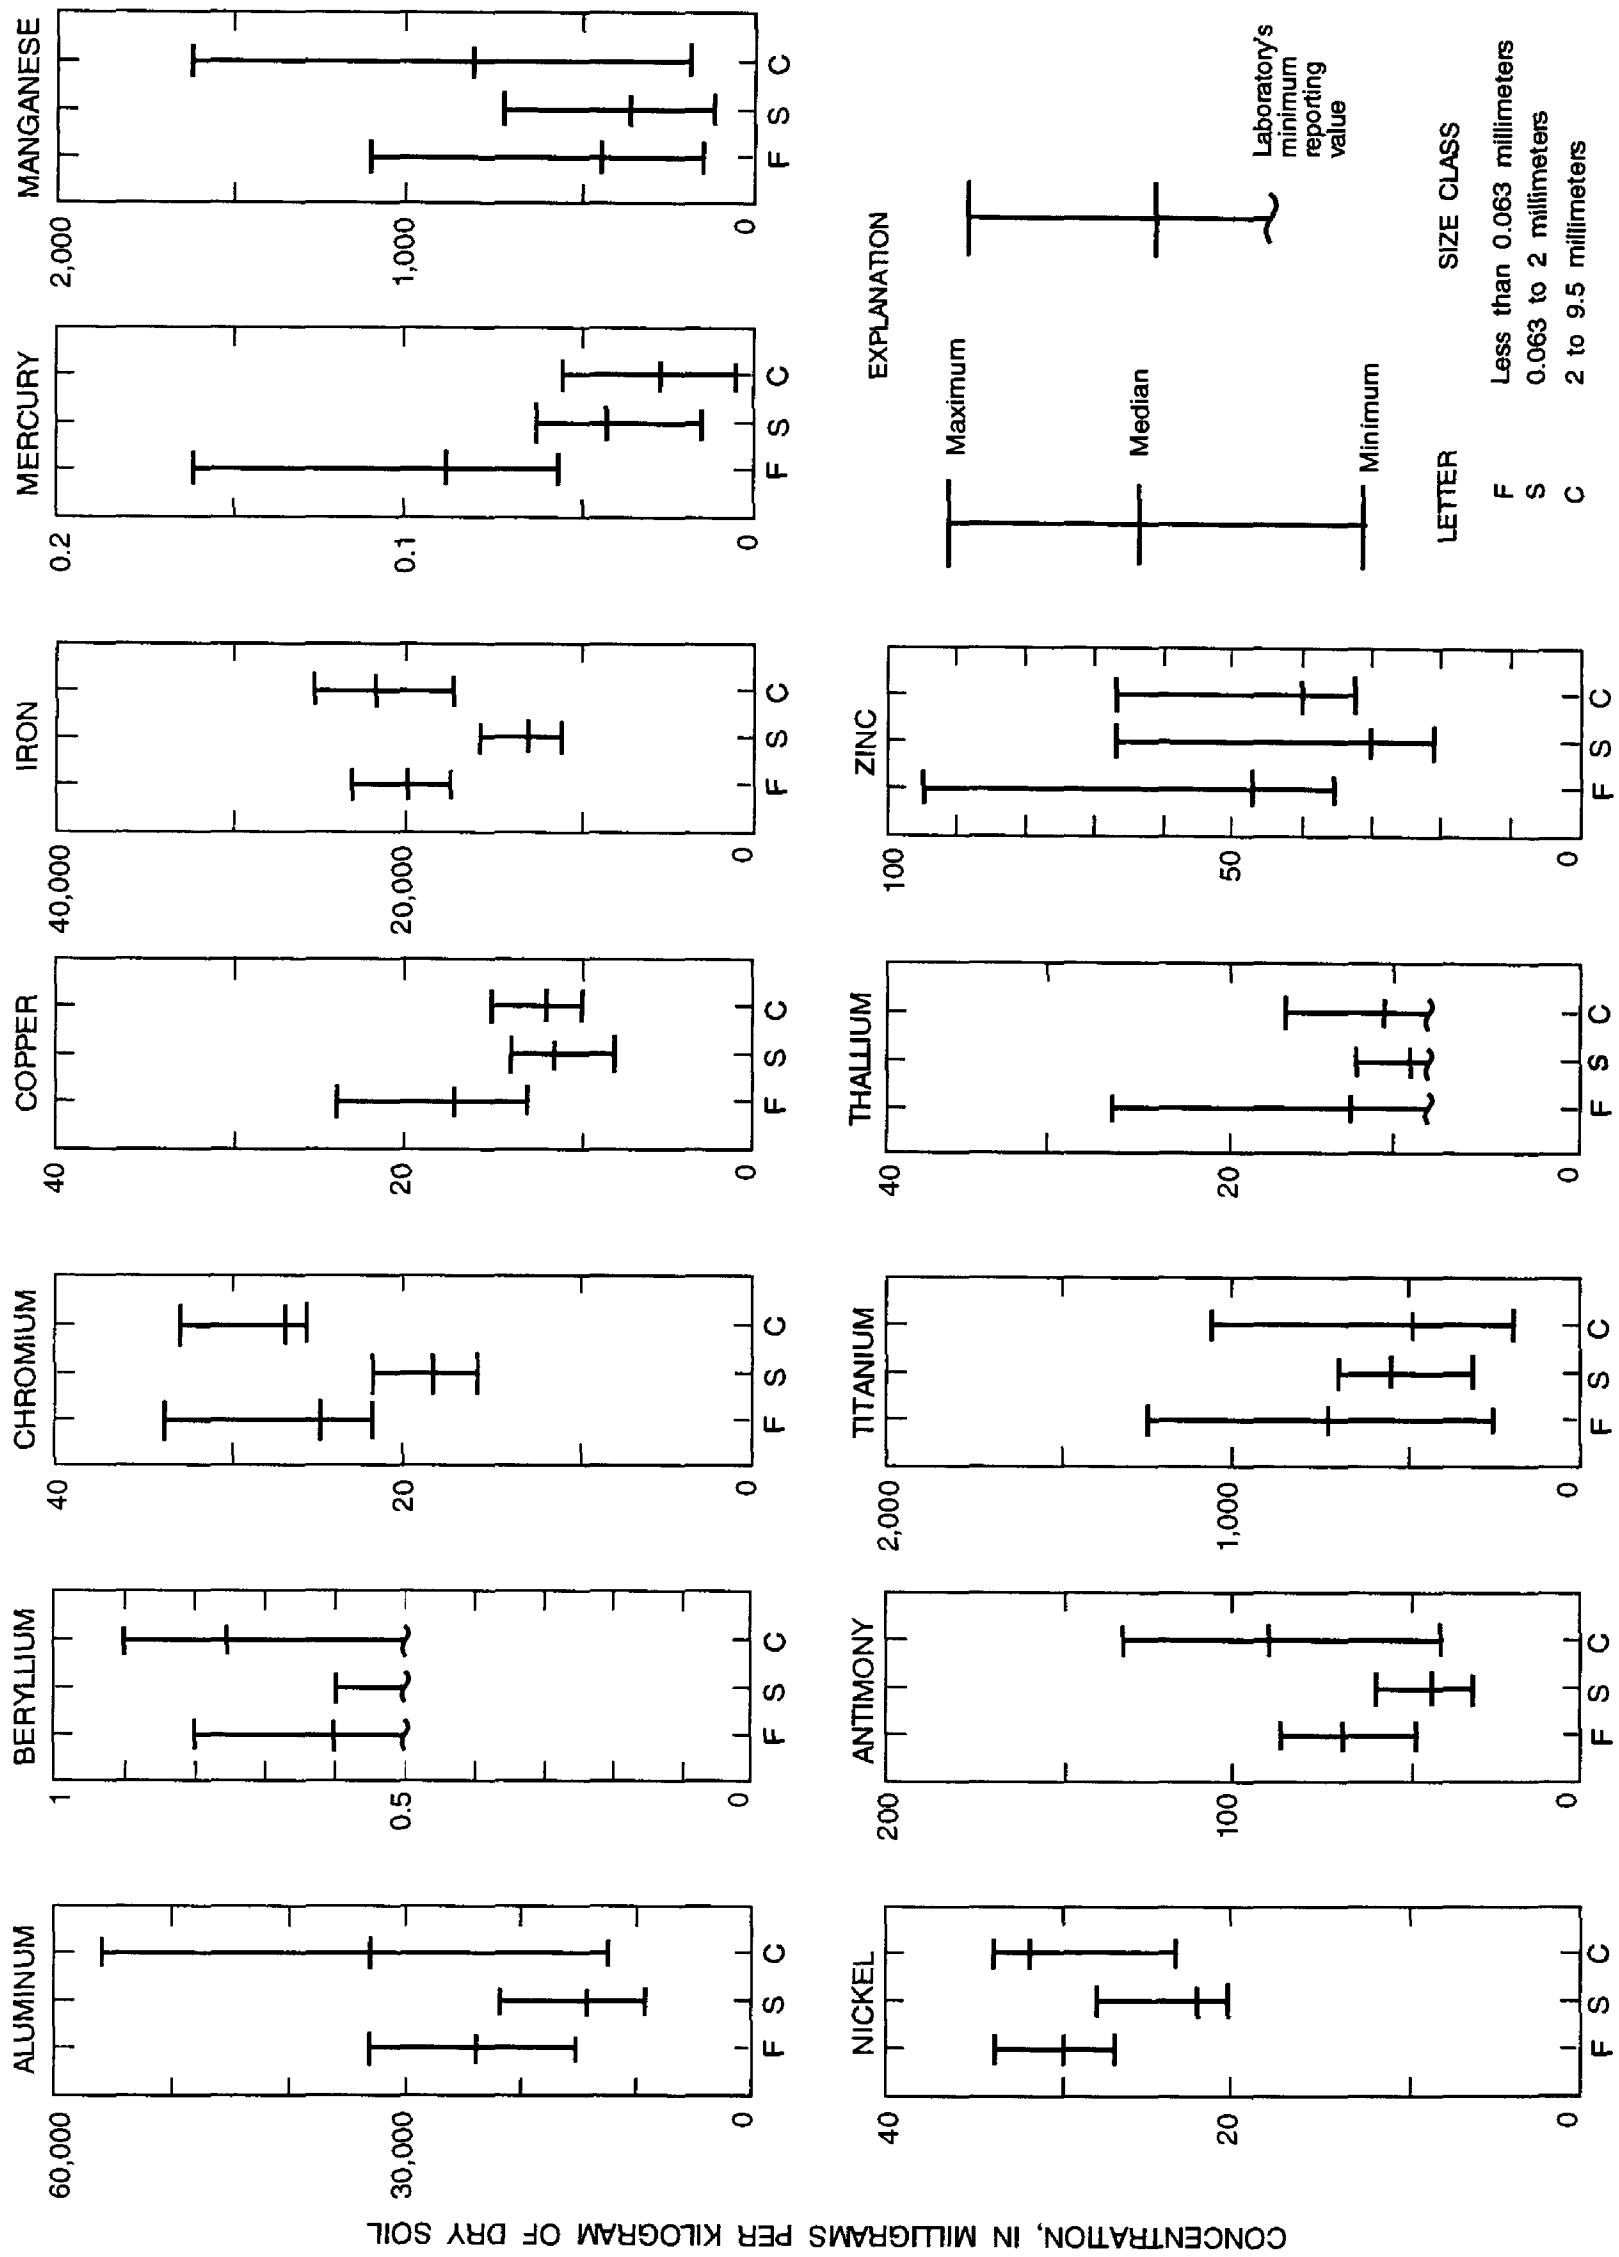 CONCENTRATION, IN MILLIGRAMS PER KILOGRAM OF DRY SOIL
ALUMINUM
60,000
30,000
0
F S C
BERYLLIUM
1
0.5
0
F S C
CHROMIUM
40
20
0
F S C
COPPER
40
20
0
F S C
IRON
40,000
20,000
0
F S C
MERCURY
0.2
0.1
0
F S C
MANGANESE
2,000
1,000
0
F S C
NICKEL
40
20
0
F S C
ANTIMONY
200
100
0
F S C
TITANIUM
2,000
1,000
0
F S C
THALLIUM
40
20
0
F S C
ZINC
100
50
0
F S C
EXPLANATION
Maximum
Median
Minimum
Laboratory's
minimum
reporting
value
LETTER SIZE CLASS
F Less than 0.063 millimeters
S 0.063 to 2 millimeters
C 2 to 9.5 millimeters